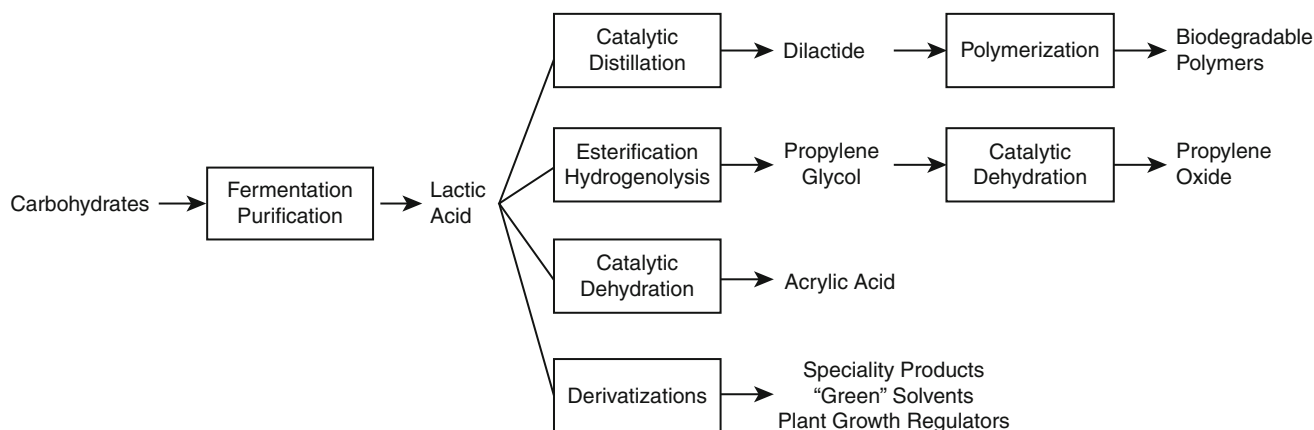 Catalytic
Distillation
Dilactide
Polymerization
Biodegradable
Polymers
Esterification
Hydrogenolysis
Propylene
Glycol
Catalytic
Dehydration
Propylene
Oxide
Carbohydrates
Fermentation
Purification
Lactic
Acid
Catalytic
Dehydration
Acrylic Acid
Derivatizations
Speciality Products
“Green” Solvents
Plant Growth Regulators